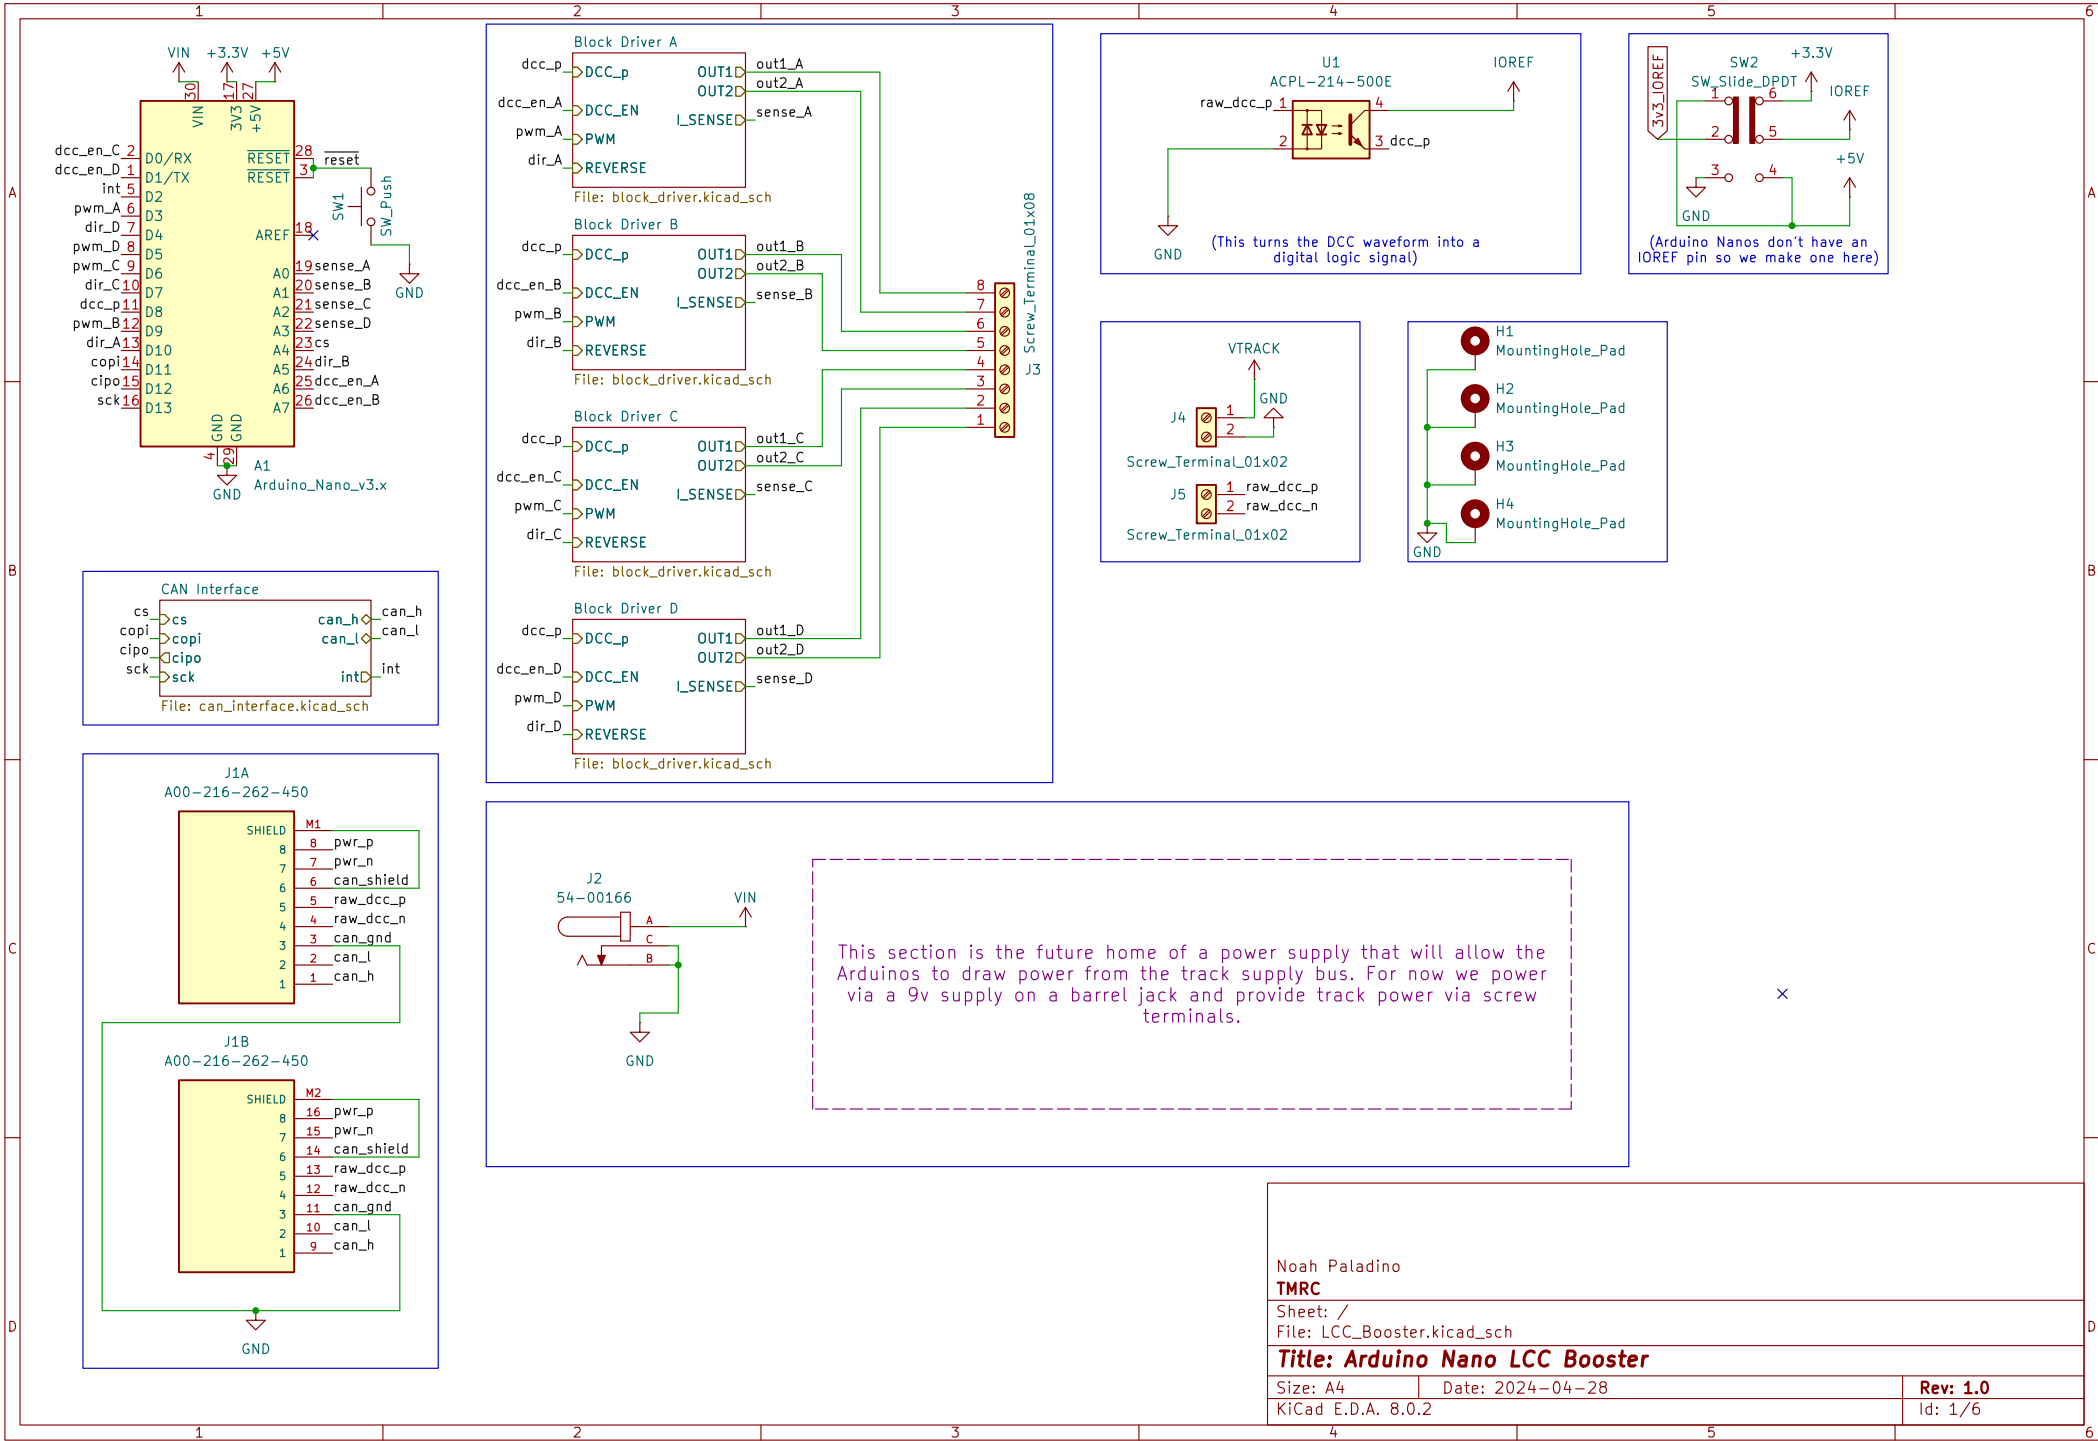 1 2 3 4 5 6
A
B
C
D
VIN +3.3V +5V
30 17 27
VIN 3V3 +5V
dcc_en_C 2 D0/RX
dcc_en_D 1 D1/TX
int 5 D2
pwm_A 6 D3
dir_D 7 D4
pwm_D 8 D5
pwm_C 9 D6
dir_C 10 D7
dcc_p 11 D8
pwm_B 12 D9
dir_A 13 D10
copi 14 D11
cipo 15 D12
sck 16 D13
RESET 28
RESET 3
reset
SW1
SW_Push
GND
AREF 18
A0 19 sense_A
A1 20 sense_B
A2 21 sense_C
A3 22 sense_D
A4 23 cs
A5 24 dir_B
A6 25 dcc_en_A
A7 26 dcc_en_B
GND GND
4 29
GND
A1
Arduino_Nano_v3.x
CAN Interface
cs cs
copi copi
cipo cipo
sck sck
can_h can_h
can_l can_l
int int
File: can_interface.kicad_sch
J1A
A00-216-262-450
SHIELD M1
8 8 pwr_p
7 7 pwr_n
6 6 can_shield
5 5 raw_dcc_p
4 4 raw_dcc_n
3 3 can_gnd
2 2 can_l
1 1 can_h
J1B
A00-216-262-450
SHIELD M2
8 16 pwr_p
7 15 pwr_n
6 14 can_shield
5 13 raw_dcc_p
4 12 raw_dcc_n
3 11 can_gnd
2 10 can_l
1 9 can_h
GND
Block Driver A
dcc_p DCC_p
dcc_en_A DCC_EN
pwm_A PWM
dir_A REVERSE
OUT1 out1_A
OUT2 out2_A
I_SENSE sense_A
File: block_driver.kicad_sch
Block Driver B
dcc_p DCC_p
dcc_en_B DCC_EN
pwm_B PWM
dir_B REVERSE
OUT1 out1_B
OUT2 out2_B
I_SENSE sense_B
File: block_driver.kicad_sch
Block Driver C
dcc_p DCC_p
dcc_en_C DCC_EN
pwm_C PWM
dir_C REVERSE
OUT1 out1_C
OUT2 out2_C
I_SENSE sense_C
File: block_driver.kicad_sch
Block Driver D
dcc_p DCC_p
dcc_en_D DCC_EN
pwm_D PWM
dir_D REVERSE
OUT1 out1_D
OUT2 out2_D
I_SENSE sense_D
File: block_driver.kicad_sch
8
7
6
5
4
3
2
1
Screw_Terminal_01x08
J3
U1
ACPL-214-500E
raw_dcc_p 1
2
4
3 dcc_p
IOREF
GND
(This turns the DCC waveform into a
digital logic signal)
3v3_IOREF
SW2
SW_Slide_DPDT
1 6
2 5
3 4
+3.3V
IOREF
+5V
GND
(Arduino Nanos don't have an
IOREF pin so we make one here)
VTRACK
GND
J4
1
2
Screw_Terminal_01x02
J5
1 raw_dcc_p
2 raw_dcc_n
Screw_Terminal_01x02
H1
MountingHole_Pad
H2
MountingHole_Pad
H3
MountingHole_Pad
H4
MountingHole_Pad
GND
J2
54-00166
A
C
B
VIN
GND
This section is the future home of a power supply that will allow the
Arduinos to draw power from the track supply bus. For now we power
via a 9v supply on a barrel jack and provide track power via screw
terminals.
Noah Paladino
TMRC
Sheet: /
File: LCC_Booster.kicad_sch
Title: Arduino Nano LCC Booster
Size: A4 Date: 2024-04-28 Rev: 1.0
KiCad E.D.A. 8.0.2 Id: 1/6
A
B
C
D
1 2 3 4 5 6